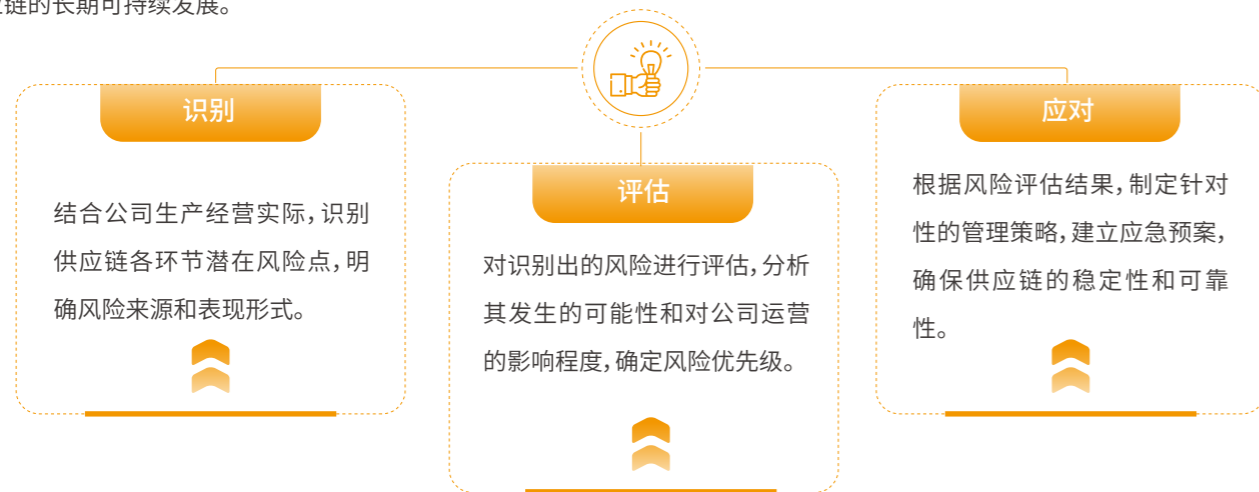 应链的长期可持续发展。
识别
结合公司生产经营实际，识别
供应链各环节潜在风险点，明
确风险来源和表现形式。
评估
对识别出的风险进行评估，分析
其发生的可能性和对公司运营
的影响程度，确定风险优先级。
应对
根据风险评估结果，制定针对
性的管理策略，建立应急预案，
确保供应链的稳定性和可靠
性。